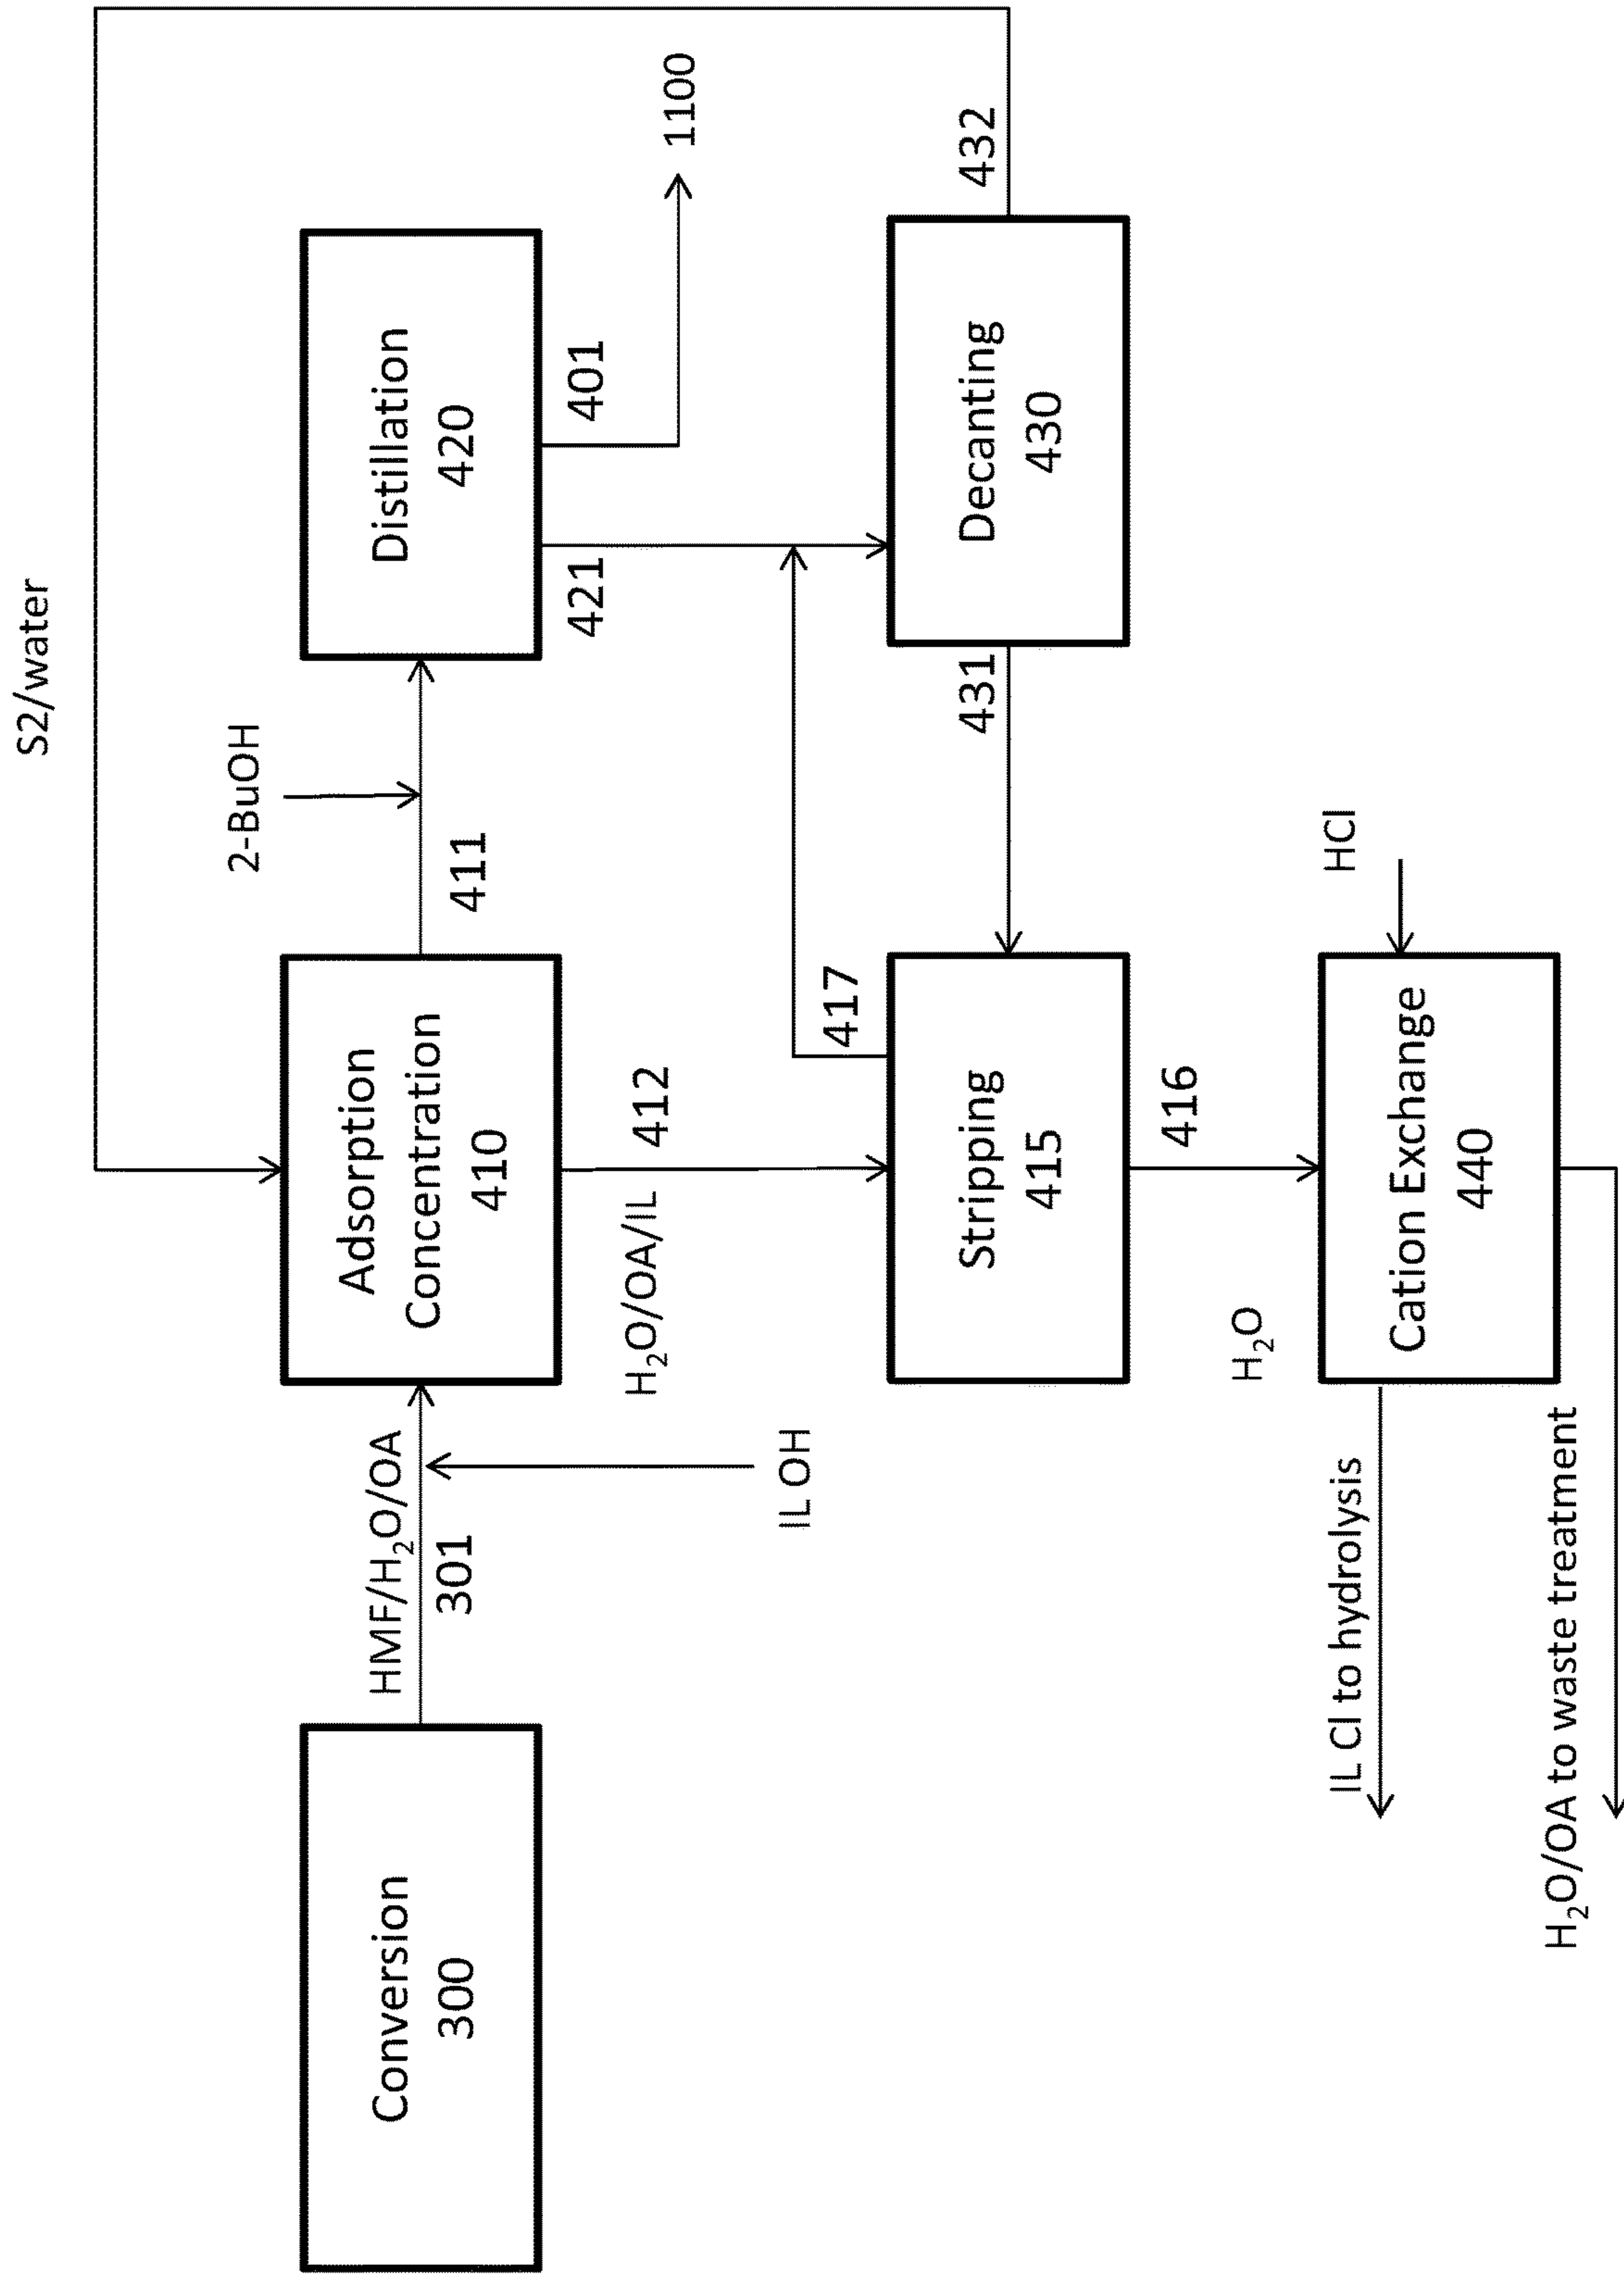 S2/water
2-BuOH
1100
Conversion
300
HMF/H₂O/OA
301
IL OH
Adsorption
Concentration
410
411
Distillation
420
421
401
H₂O/OA/IL
412
417
Stripping
415
431
Decanting
430
432
H₂O
416
HCl
Cation Exchange
440
IL Cl to hydrolysis
H₂O/OA to waste treatment